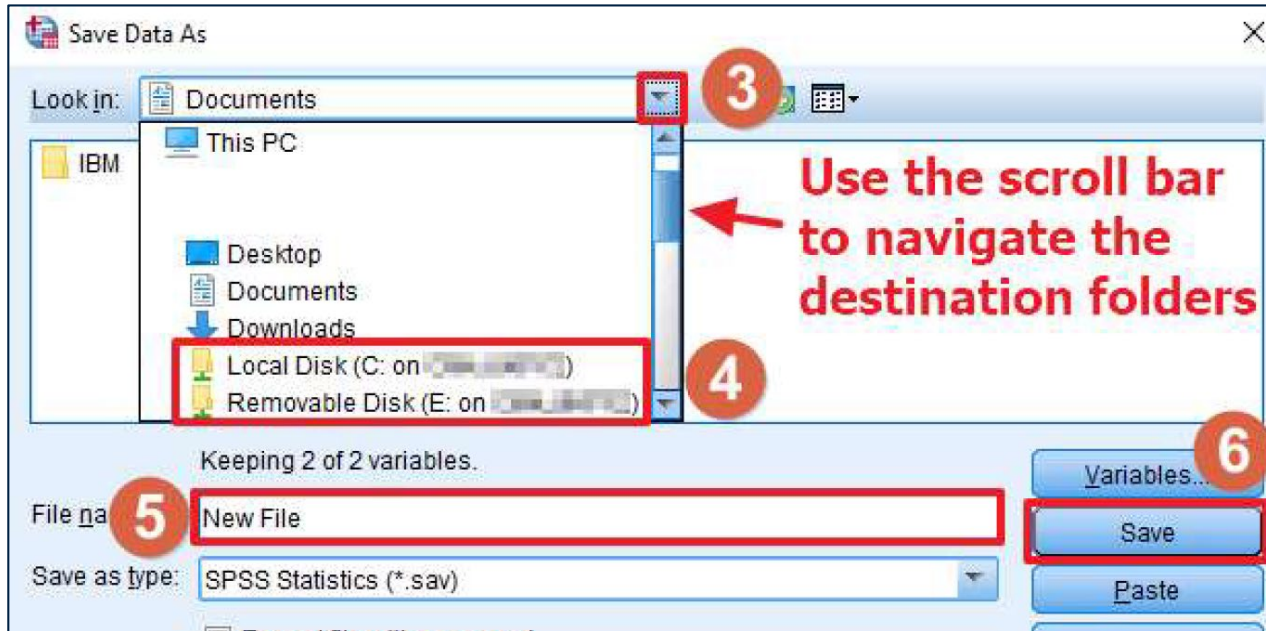 Save Data As
Look in: Documents 3
This PC
IBM
Use the scroll bar
to navigate the
destination folders
Desktop
Documents
Downloads
Local Disk (C: on )
Removable Disk (E: on )
4
Keeping 2 of 2 variables.
Variables... 6
File na 5 New File
Save
Save as type: SPSS Statistics (*.sav)
Paste